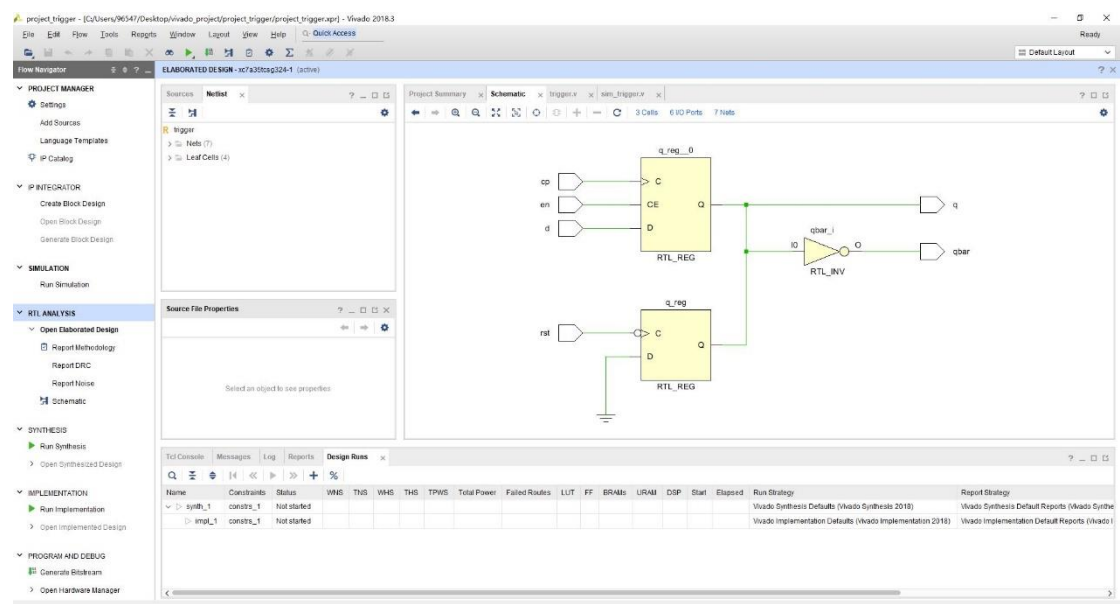 project_trigger - [C:/Users/96547/Desktop/vivado_project/project_trigger/project_trigger.xpr] - Vivado 2018.3
File Edit Flow Tools Reports Window Layout View Help Quick Access
Ready
Default Layout
Flow Navigator
PROJECT MANAGER
Settings
Add Sources
Language Templates
IP Catalog
IP INTEGRATOR
Create Block Design
Open Block Design
Generate Block Design
SIMULATION
Run Simulation
RTL ANALYSIS
Open Elaborated Design
Report Methodology
Report DRC
Report Noise
Schematic
SYNTHESIS
Run Synthesis
Open Synthesized Design
IMPLEMENTATION
Run Implementation
Open Implemented Design
PROGRAM AND DEBUG
Generate Bitstream
Open Hardware Manager
ELABORATED DESIGN - xc7a35tcsg324-1 (active)
Sources Netlist
trigger
Nets (7)
Leaf Cells (4)
Source File Properties
Select an object to see properties
Project Summary Schematic trigger.v sim_trigger.v
3 Cells 6 I/O Ports 7 Nets
q_reg__0
cp C
en CE Q q
d D
RTL_REG
qbar_i
I0 O qbar
RTL_INV
q_reg
rst C
Q
D
RTL_REG
Tcl Console Messages Log Reports Design Runs
Name Constraints Status WNS TNS WHS THS TPWS Total Power Failed Routes LUT FF BRAMs URAM DSP Start Elapsed Run Strategy Report Strategy
synth_1 constrs_1 Not started Vivado Synthesis Defaults (Vivado Synthesis 2018) Vivado Synthesis Default Reports (Vivado Synthe
impl_1 constrs_1 Not started Vivado Implementation Defaults (Vivado Implementation 2018) Vivado Implementation Default Reports (Vivado I